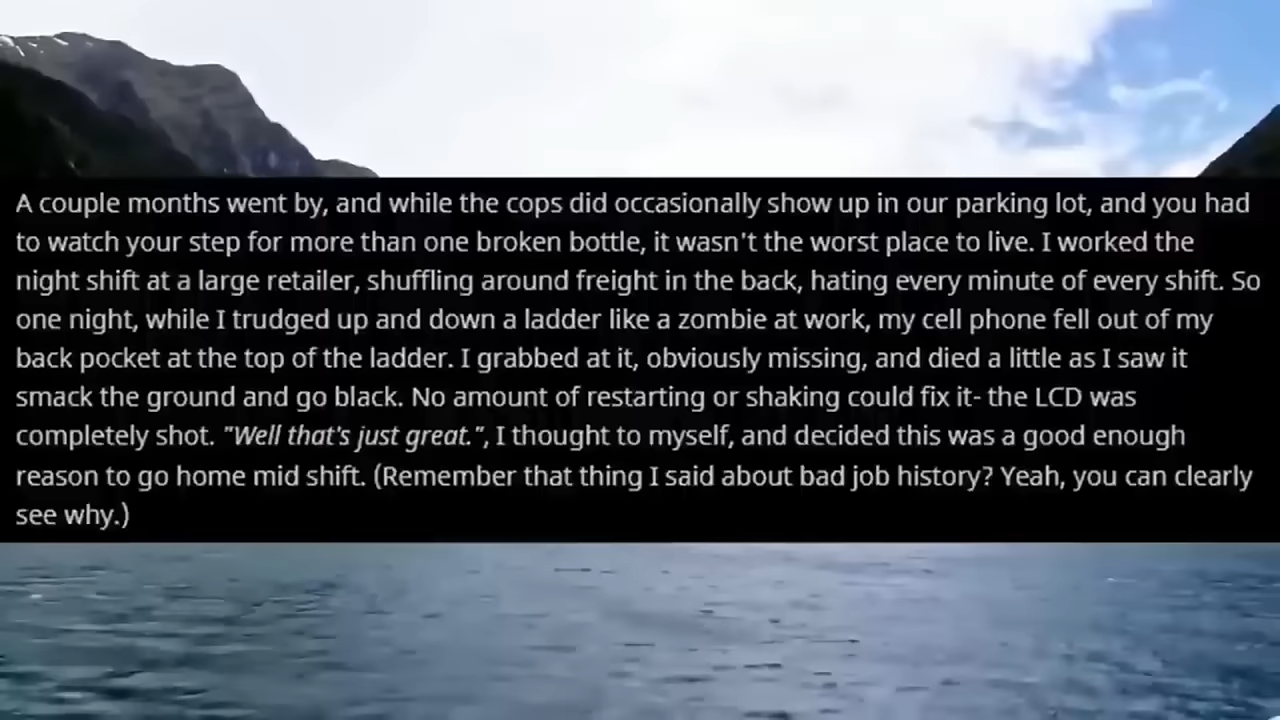 A couple months went by, and while the cops did occasionally show up in our parking lot, and you had
to watch your step for more than one broken bottle, it wasn't the worst place to live. I worked the
night shift at a large retailer, shuffling around freight in the back, hating every minute of every shift. So
one night, while I trudged up and down a ladder like a zombie at work, my cell phone fell out of my
back pocket at the top of the ladder. I grabbed at it, obviously missing, and died a little as I saw it
smack the ground and go black. No amount of restarting or shaking could fix it- the LCD was
completely shot. "Well that's just great.", I thought to myself, and decided this was a good enough
reason to go home mid shift. (Remember that thing I said about bad job history? Yeah, you can clearly
see why.)